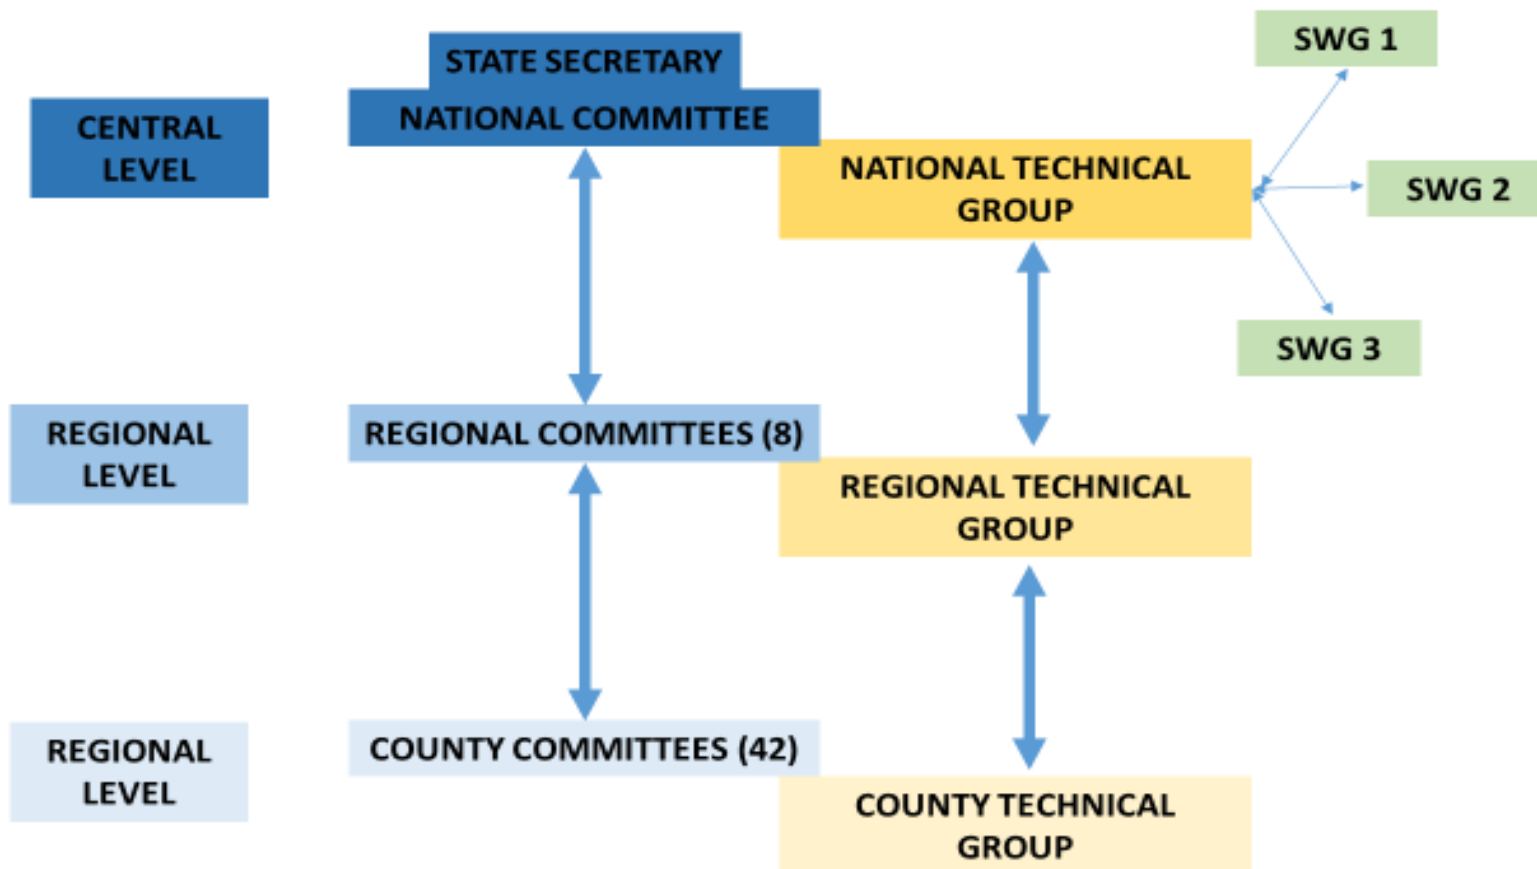 STATE SECRETARY
NATIONAL COMMITTEE
CENTRAL
LEVEL
NATIONAL TECHNICAL
GROUP
SWG 1
SWG 2
SWG 3
REGIONAL
LEVEL
REGIONAL COMMITTEES (8)
REGIONAL TECHNICAL
GROUP
REGIONAL
LEVEL
COUNTY COMMITTEES (42)
COUNTY TECHNICAL
GROUP